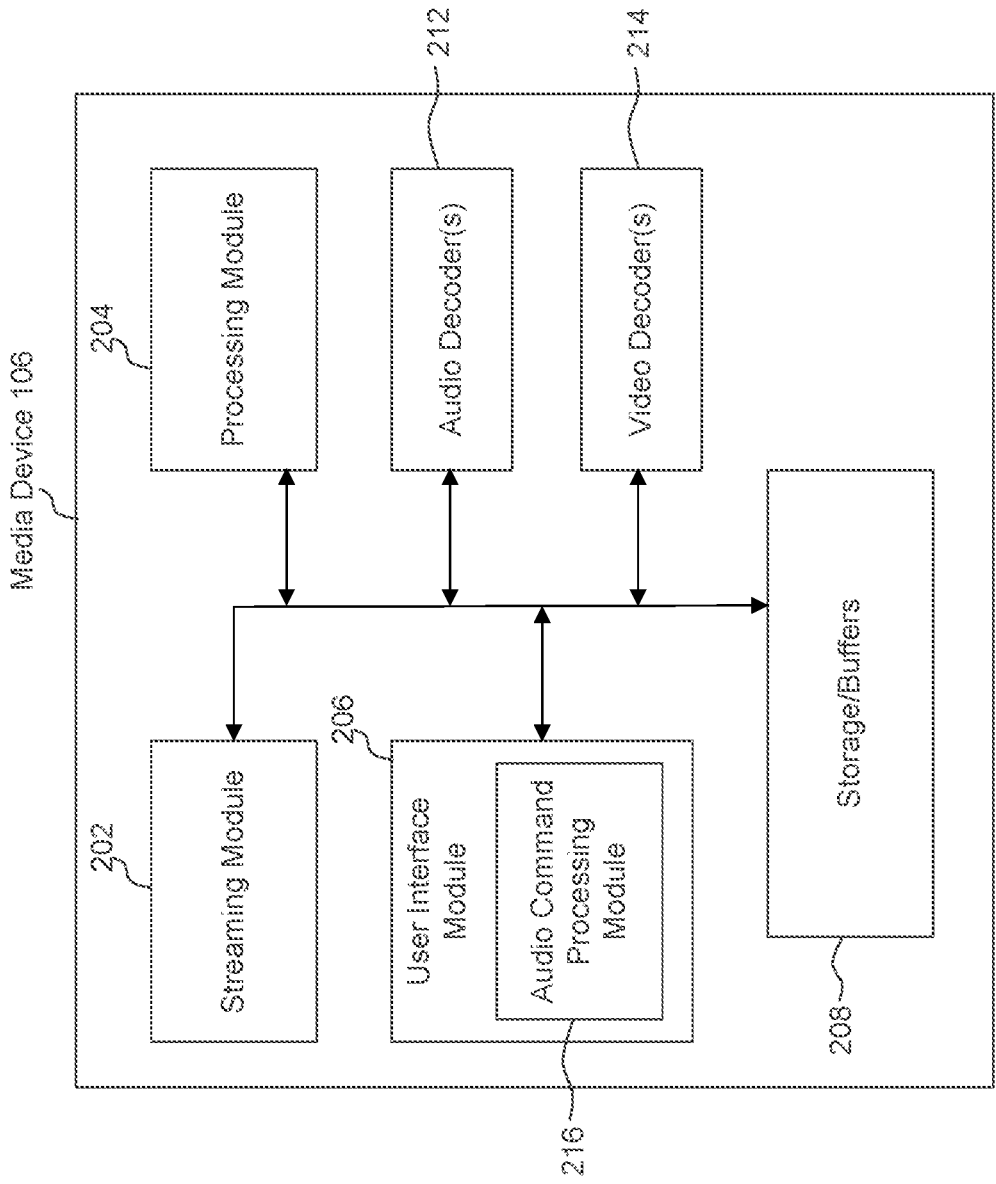 Media Device 106
202
Streaming Module
204
Processing Module
206
User Interface
Module
Audio Command
Processing
Module
216
Audio Decoder(s)
212
Video Decoder(s)
214
Storage/Buffers
208